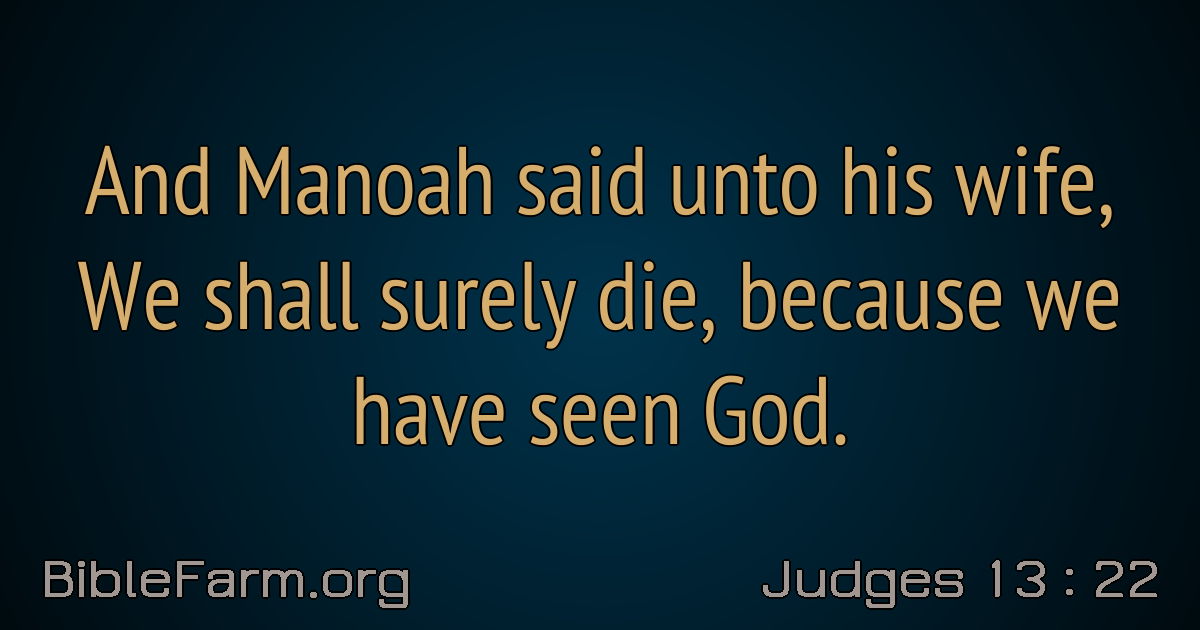 And Manoah said unto his wife,
We shall surely die, because we
have seen God.
BibleFarm.org
Judges 13 : 22